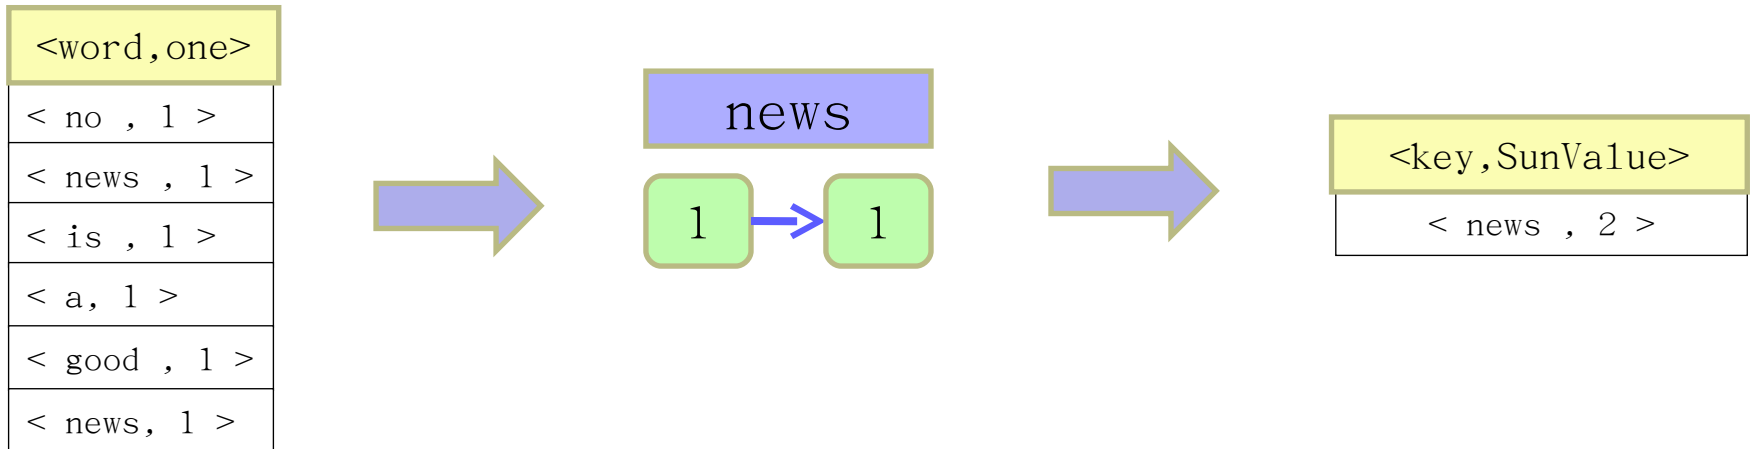 <word,one>
< no , 1 >
< news , 1 >
< is , 1 >
< a, 1 >
< good , 1 >
< news, 1 >
news
1
1
<key,SunValue>
< news , 2 >